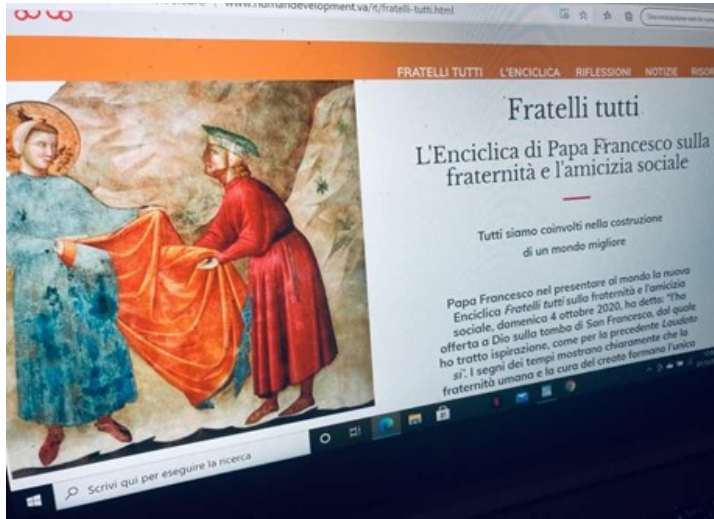 www.humandevelopment.va/it/fratelli-tutti.html
FRATELLI TUTTI L'ENCICLICA RIFLESSIONI NOTIZIE
Fratelli tutti
L'Enciclica di Papa Francesco sulla
fraternità e l'amicizia sociale
Tutti siamo coinvolti nella costruzione
di un mondo migliore
Papa Francesco nel presentare al mondo la nuova
Enciclica Fratelli tutti sulla fraternità e l'amicizia
sociale, domenica 4 ottobre 2020, ha detto: "l'ho
offerta a Dio sulla tomba di San Francesco, dal quale
ho tratto ispirazione, come per la precedente Laudato
si'. I segni dei tempi mostrano chiaramente che la
fraternità umana e la cura del creato formano l'unica
Scrivi qui per eseguire la ricerca